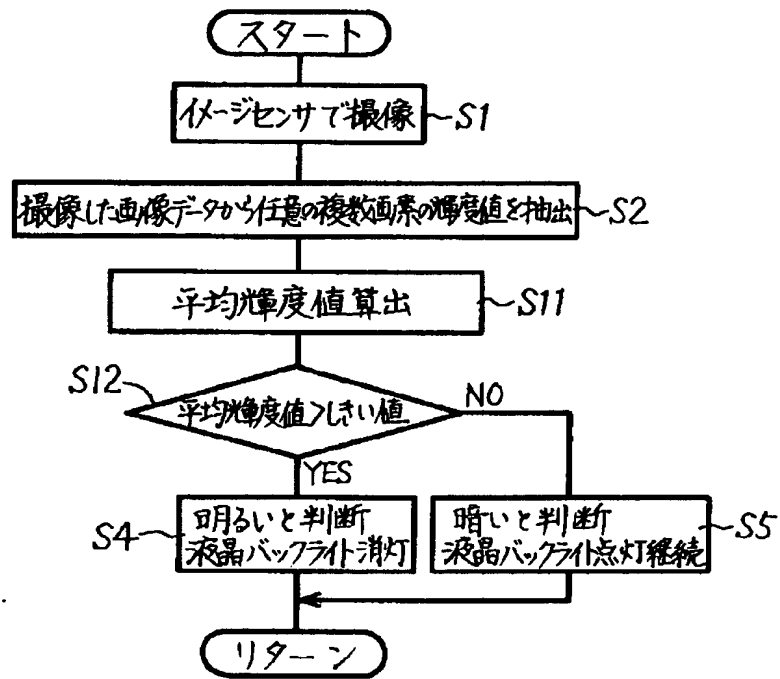 スタート
イメージセンサで撮像 S1
撮像した画像データから任意の複数画素の輝度値を抽出 S2
平均輝度値算出 S11
S12
平均輝度値>しきい値
NO
YES
S4
明るいと判断
液晶バックライト消灯
暗いと判断
液晶バックライト点灯継続
S5
リターン